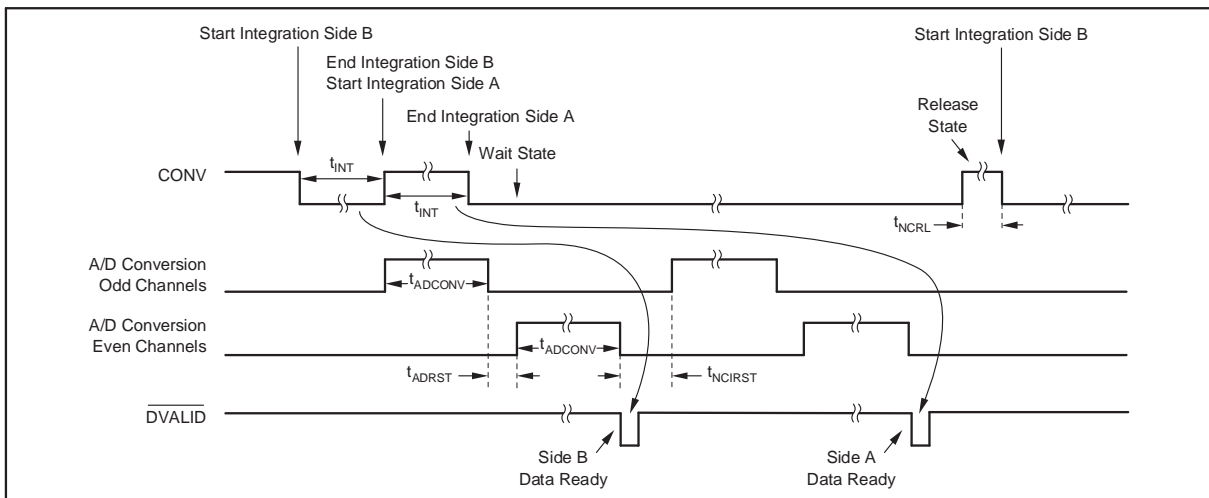 Start Integration Side B
Start Integration Side B
End Integration Side B
Start Integration Side A
End Integration Side A
Release
State
Wait State
CONV
tINT
tINT
tNCRL
A/D Conversion
Odd Channels
tADCONV
A/D Conversion
Even Channels
tADCONV
tADRST
tNCIRST
DVALID
Side B
Data Ready
Side A
Data Ready